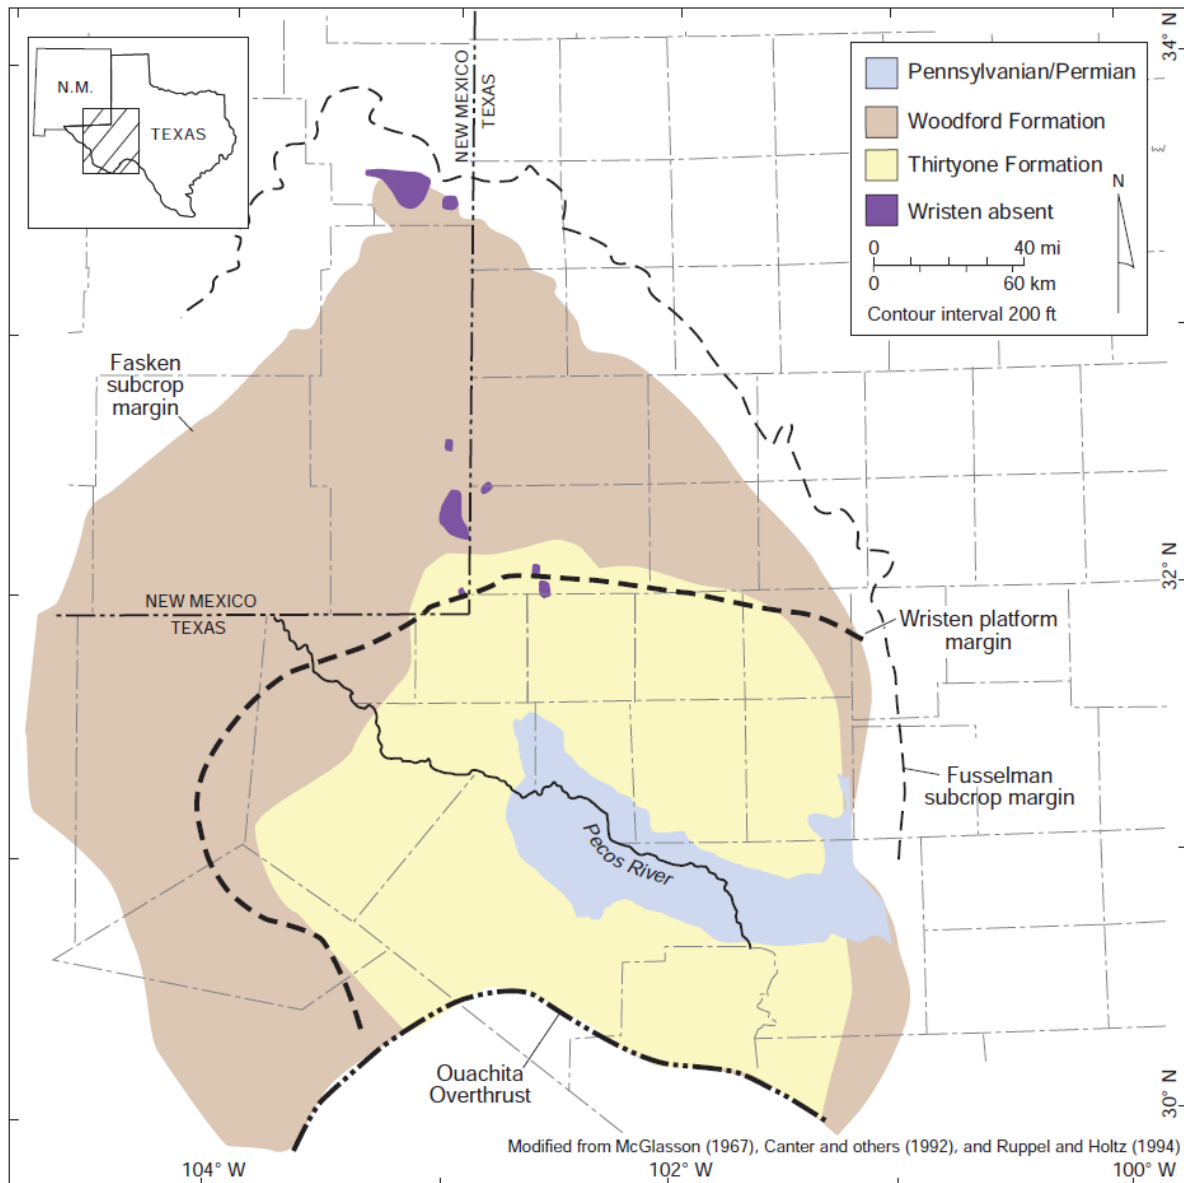 N.M.
TEXAS
NEW MEXICO
TEXAS
34° N
Pennsylvanian/Permian
Woodford Formation
Thirtyone Formation
Wristen absent
N
0
40 mi
0
60 km
Contour interval 200 ft
Fasken
subcrop
margin
32° N
NEW MEXICO
TEXAS
Wristen platform
margin
Fusselman
subcrop margin
Pecos River
Ouachita
Overthrust
30° N
Modified from McGlasson (1967), Canter and others (1992), and Ruppel and Holtz (1994)
104° W
102° W
100° W